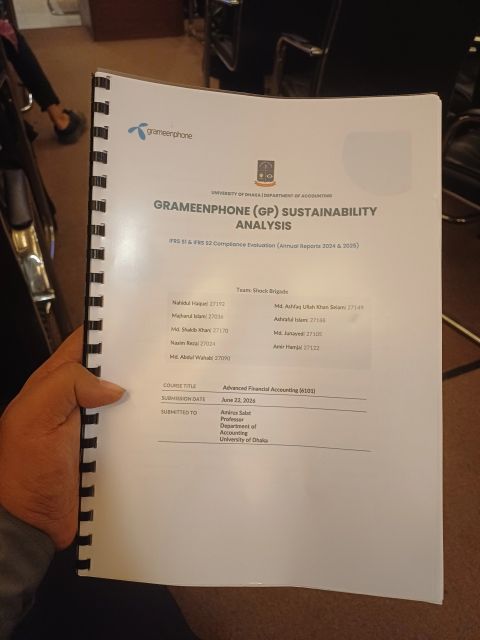 grameenphone
UNIVERSITY OF DHAKA | DEPARTMENT OF ACCOUNTING
GRAMEENPHONE (GP) SUSTAINABILITY
ANALYSIS
IFRS S1 & IFRS S2 Compliance Evaluation (Annual Reports 2024 & 2025)
Team: Shock Brigade
Nahidul Haque| 27192
Majharul Islam| 27036
Md. Shakib Khan| 27170
Nasim Reza| 27024
Md. Abdul Wahab| 27090
Md. Ashfaq Ullah Khan Selam| 27149
Ashraful Islam| 27168
Md. Junayed| 27105
Amir Hamja| 27122
COURSE TITLE Advanced Financial Accounting (6101)
SUBMISSION DATE June 22, 2026
SUBMITTED TO Amirus Salat
Professor
Department of
Accounting
University of Dhaka